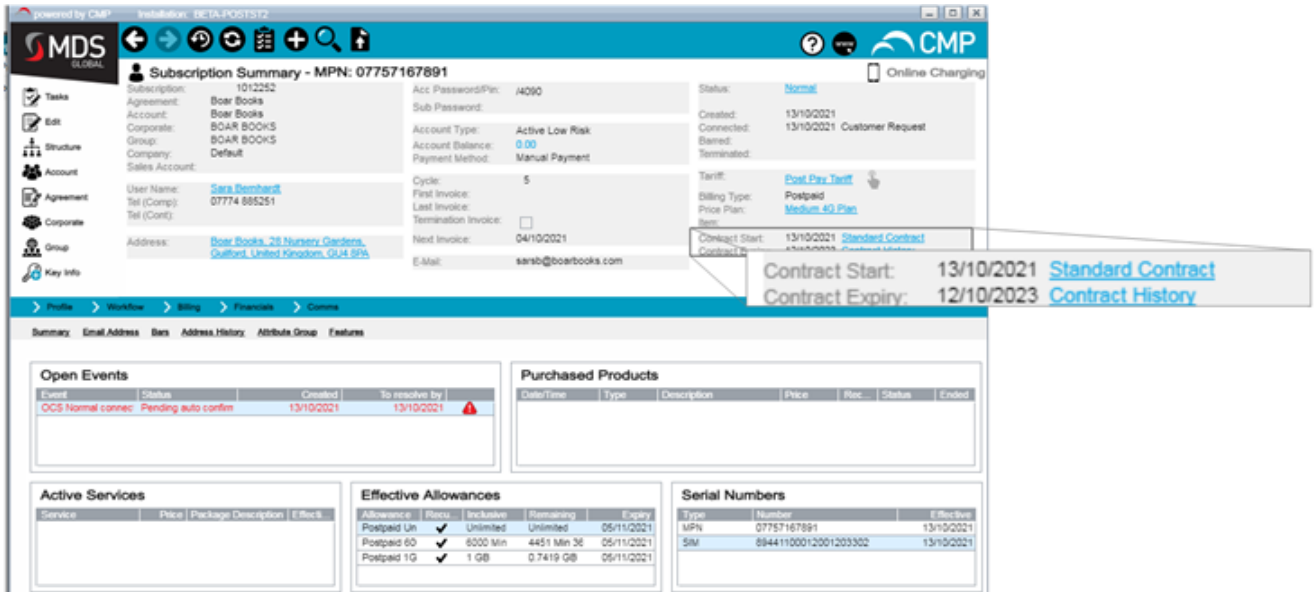 powered by CMP Installation: BETA-POSTST2
MDS
GLOBAL
? www CMP
Subscription Summary - MPN: 07757167891
Online Charging
Tasks
Edit
Structure
Account
Agreement
Corporate
Group
Key Info
Subscription: 1012252
Agreement: Boar Books
Account: Boar Books
Corporate: BOAR BOOKS
Group: BOAR BOOKS
Company: Default
Sales Account:
User Name: Sara Bernhardt
Tel (Comp): 07774 885251
Tel (Cont):
Address: Boar Books, 28 Nursery Gardens,
Guilford, United Kingdom, GU4 8PA
Acc Password/Pin: /4090
Sub Password:
Account Type: Active Low Risk
Account Balance: 0.00
Payment Method: Manual Payment
Cycle: 5
First Invoice:
Last Invoice:
Termination Invoice:
Next Invoice: 04/10/2021
E-Mail: sarsb@boarbooks.com
Status: Normal
Created: 13/10/2021
Connected: 13/10/2021 Customer Request
Barred:
Terminated:
Tariff: Post Pay Tariff
Billing Type: Postpaid
Price Plan: Medium 4G Plan
Item:
Contract Start: 13/10/2021 Standard Contract
Contract Start: 13/10/2021 Standard Contract
Contract Expiry: 12/10/2023 Contract History
Profile Workflow Billing Financials Comms
Summary Email Address Bars Address History Attribute Group Features
Open Events
Event Status Created To resolve by
OCS Normal connec Pending auto confirm 13/10/2021 13/10/2021
Purchased Products
Date/Time Type Description Price Rec... Status Ended
Active Services
Service Price Package Description Effecti...
Effective Allowances
Allowance Recu... Inclusive Remaining Expiry
Postpaid Un Unlimited Unlimited 05/11/2021
Postpaid 60 6000 Min 4451 Min 36 05/11/2021
Postpaid 1G 1 GB 0.7419 GB 05/11/2021
Serial Numbers
Type Number Effective
MPN 07757167891 13/10/2021
SIM 89441100012001203302 13/10/2021